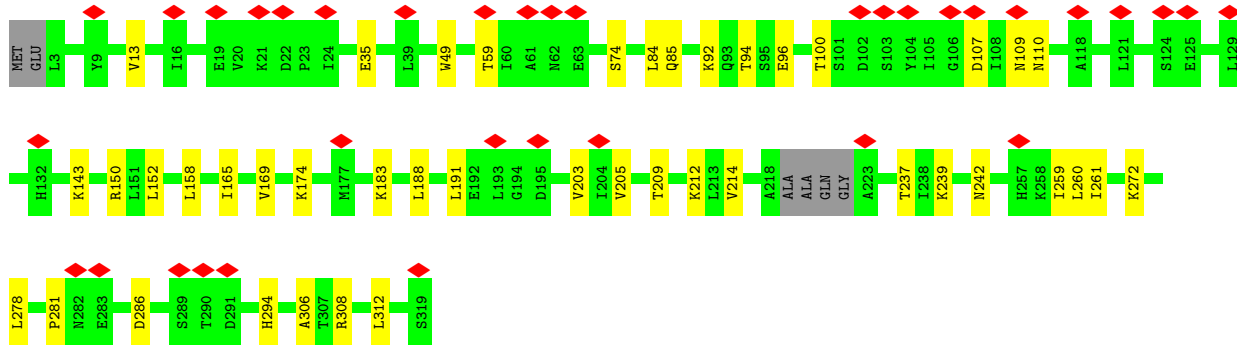 MET GLU L3 Y9 V13 I16 E19 V20 K21 D22 P23 I24 E35 L39 W49 T59 I60 A61 N62 E63 S74 L84 Q85 K92 Q93 T94 S95 E96 T100 S101 D102 S103 Y104 I105 G106 D107 I108 N109 N110 A118 L121 S124 E125 L129
H132 K143 R150 L151 L152 L158 I165 V169 K174 M177 K183 L188 L191 E192 L193 G194 D195 V203 I204 V205 T209 K212 L213 V214 A218 ALA ALA GLN GLY A223 T237 I238 K239 N242 H257 K258 I259 L260 I261 K272
L278 P281 N282 E283 D286 S289 T290 D291 H294 A306 T307 R308 L312 S319